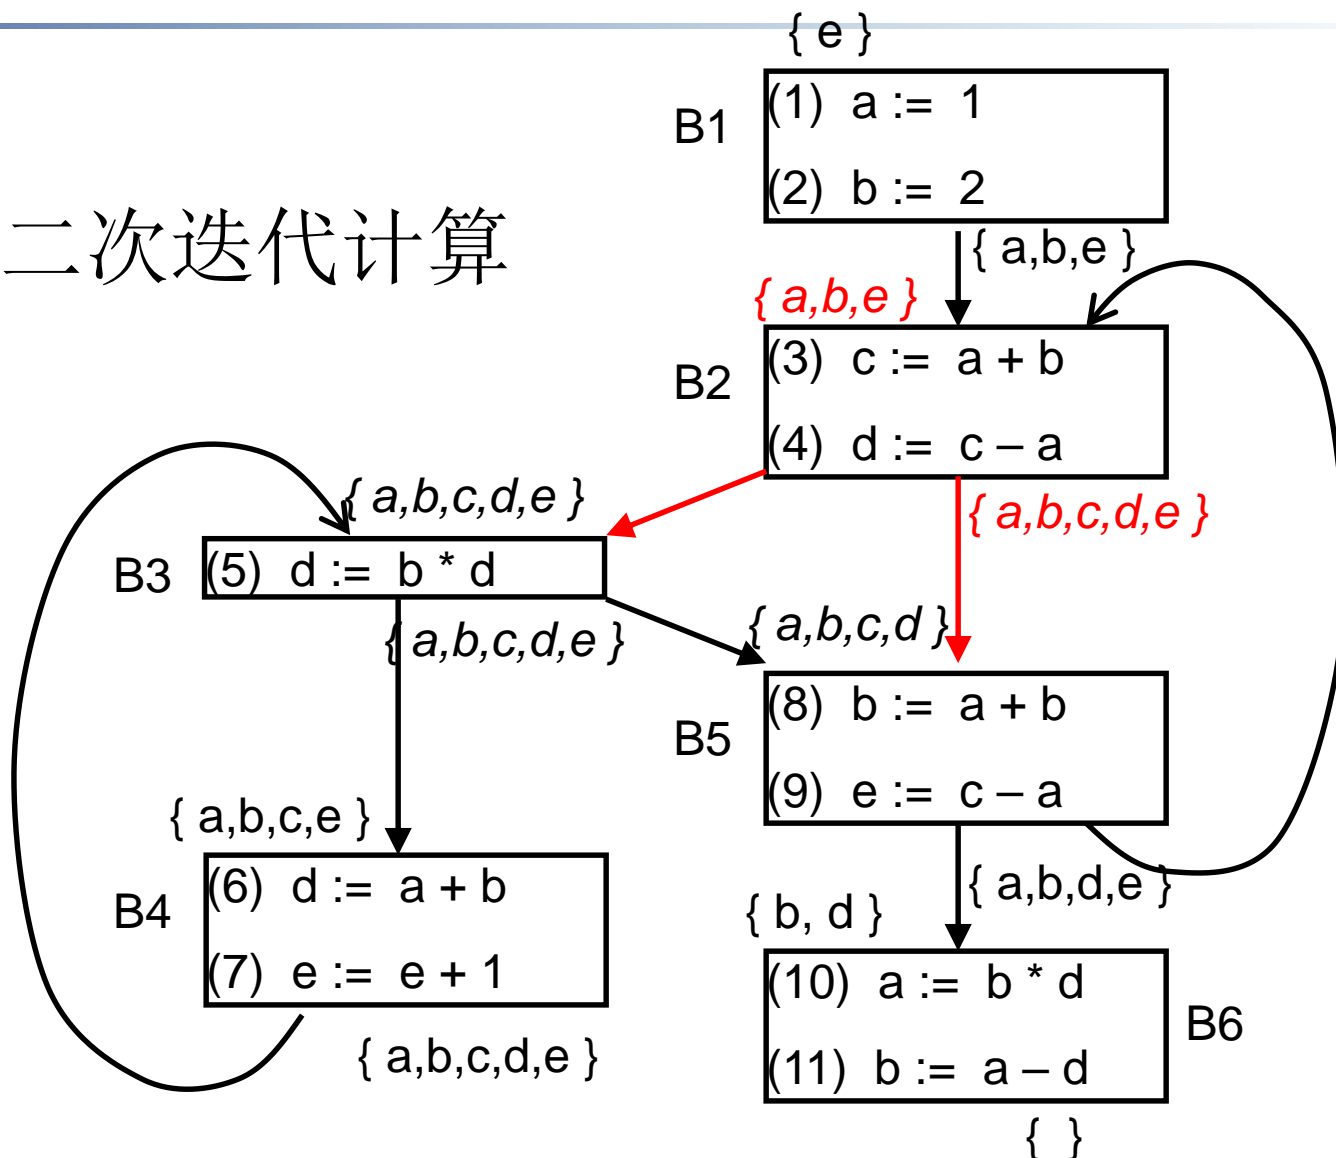 { e }
B1
(1) a := 1
(2) b := 2
{ a,b,e }
二次迭代计算
{ a,b,e }
B2
(3) c := a + b
(4) d := c – a
{ a,b,c,d,e }
{ a,b,c,d,e }
B3
(5) d := b * d
{ a,b,c,d,e }
{ a,b,c,d }
B5
(8) b := a + b
(9) e := c – a
{ a,b,c,e }
B4
(6) d := a + b
(7) e := e + 1
{ a,b,c,d,e }
{ a,b,d,e }
{ b, d }
(10) a := b * d
(11) b := a – d
B6
{ }